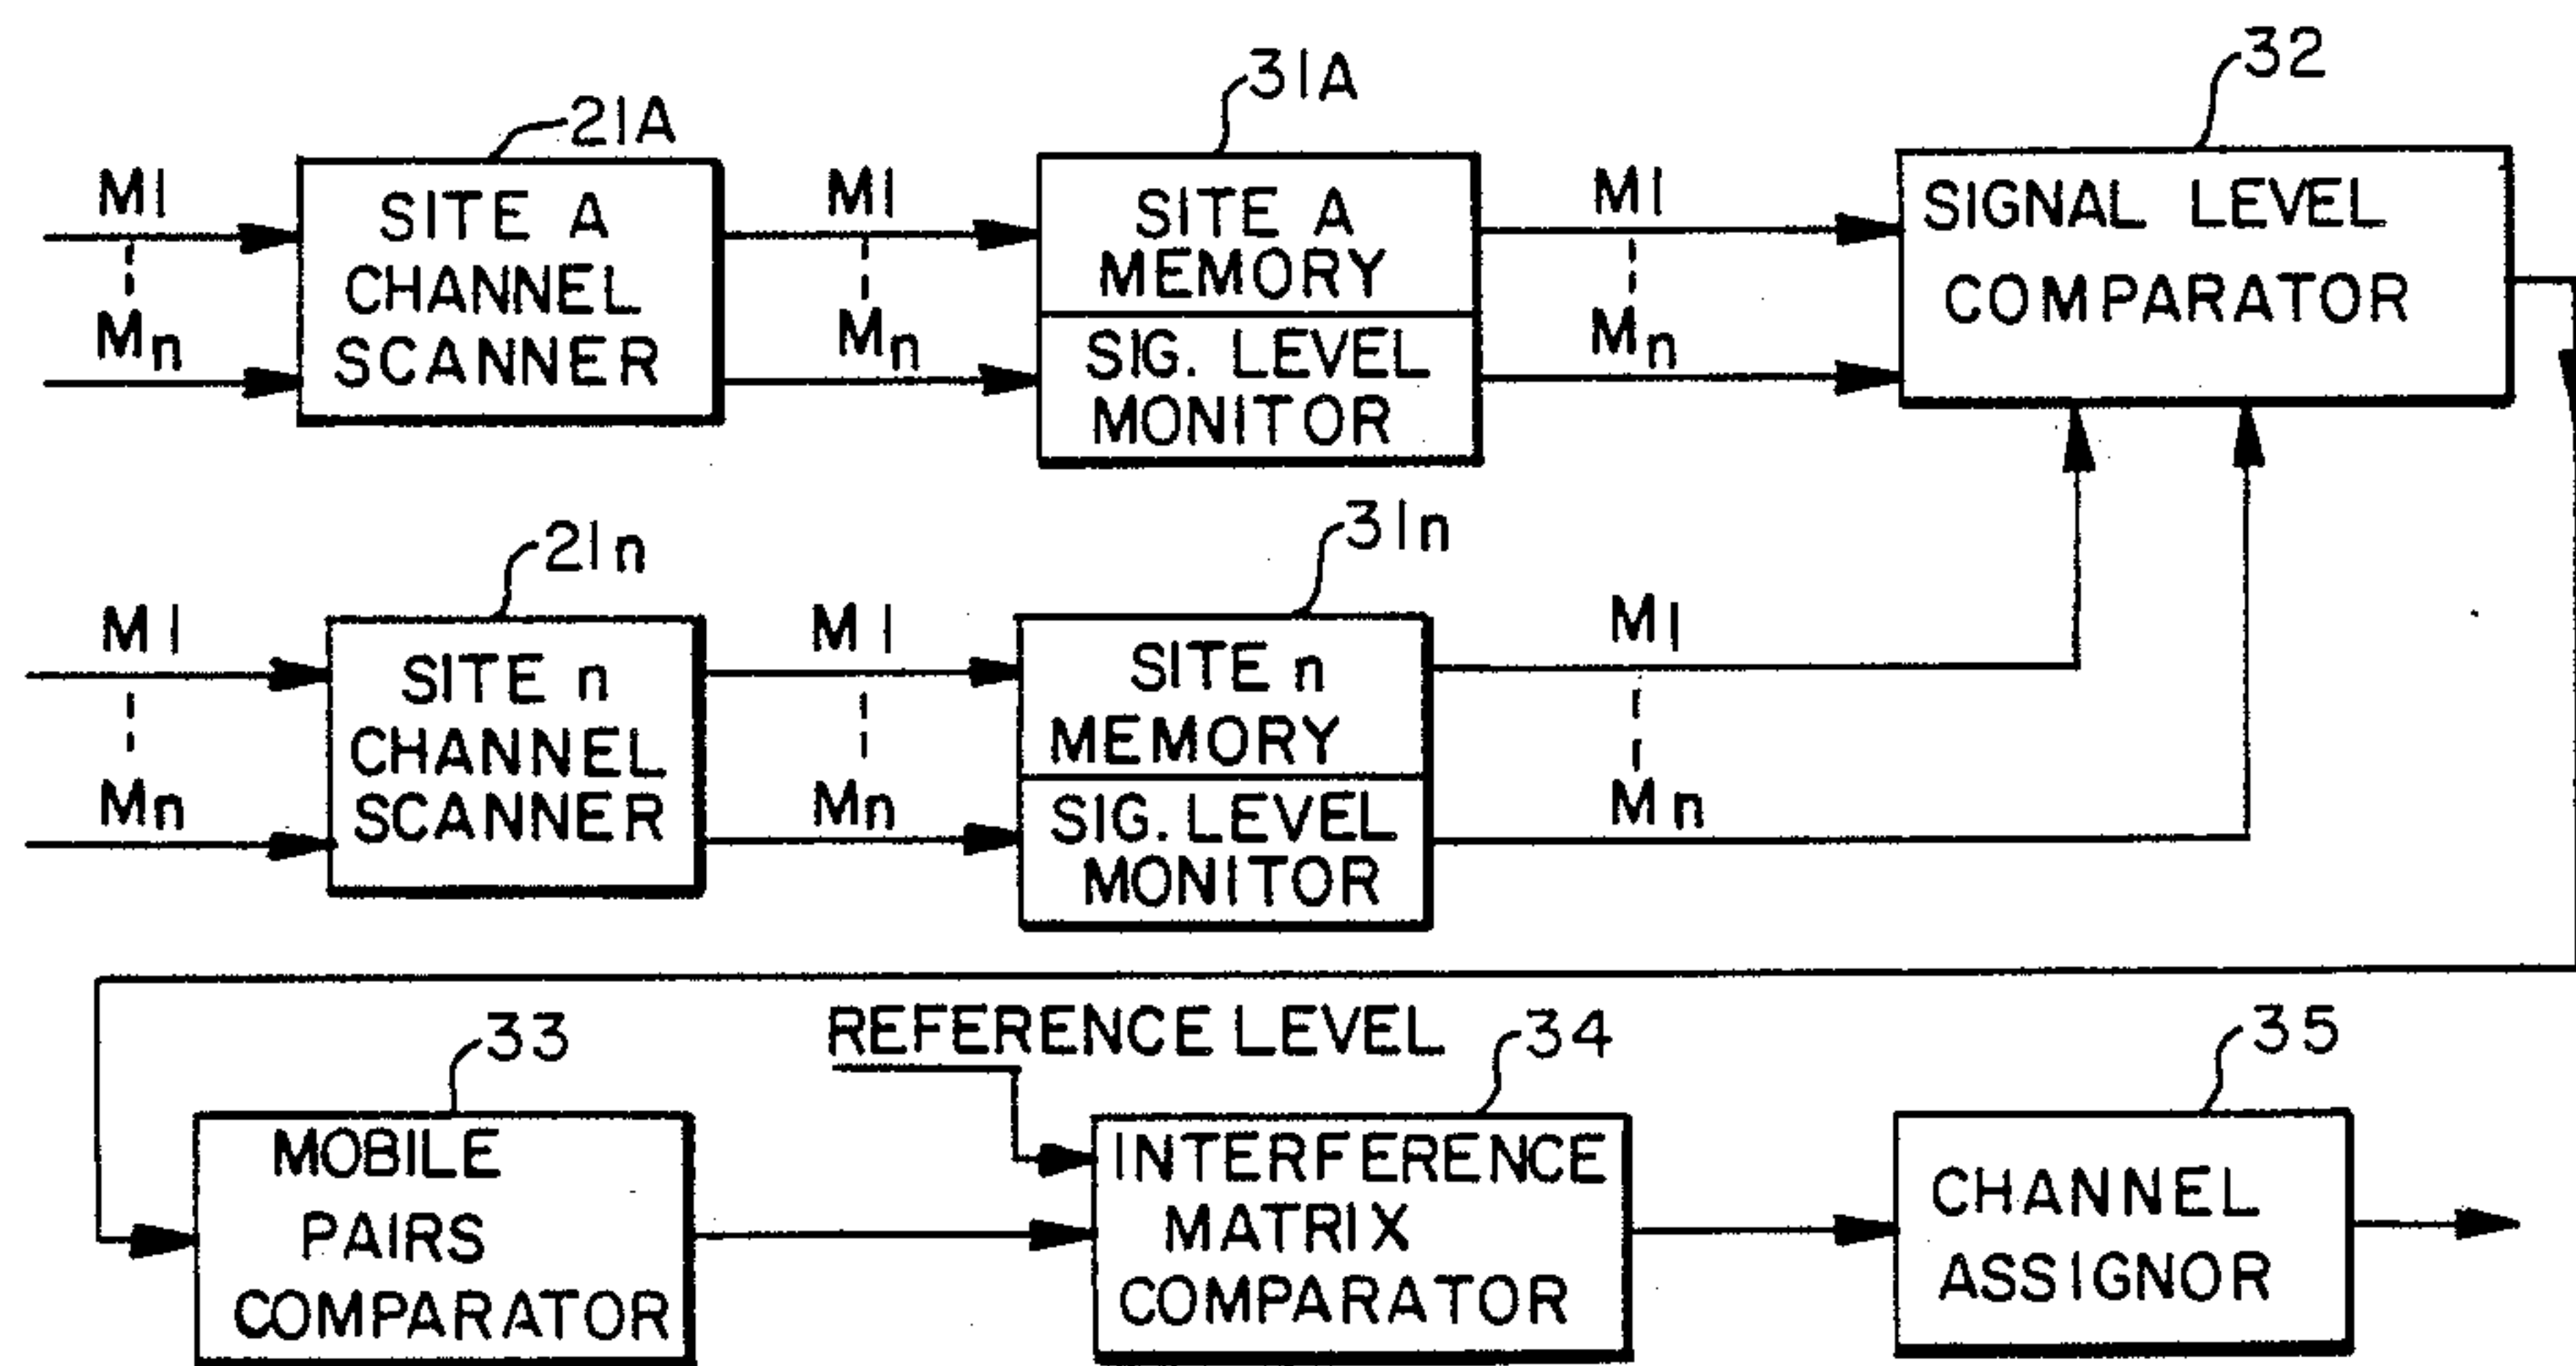 21A
31A
32
M1
M1
M1
SITE A
CHANNEL
SCANNER
SITE A
MEMORY
SIG. LEVEL
MONITOR
SIGNAL LEVEL
COMPARATOR
Mn
Mn
Mn
21n
31n
M1
M1
M1
SITE n
CHANNEL
SCANNER
SITE n
MEMORY
SIG. LEVEL
MONITOR
Mn
Mn
Mn
33
REFERENCE LEVEL
34
35
MOBILE
PAIRS
COMPARATOR
INTERFERENCE
MATRIX
COMPARATOR
CHANNEL
ASSIGNOR